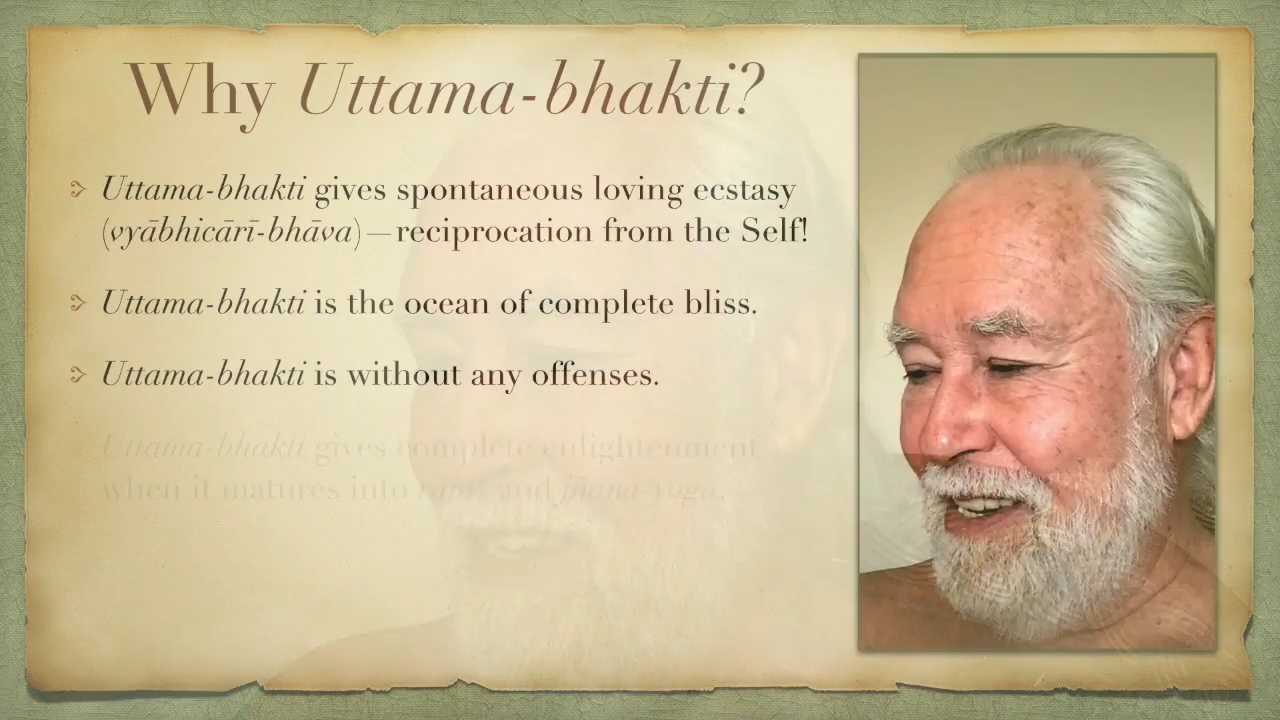 Why Uttama-bhakti?
Uttama-bhakti gives spontaneous loving ecstasy
(vyābhicārī-bhāva)—reciprocation from the Self!
Uttama-bhakti is the ocean of complete bliss.
Uttama-bhakti is without any offenses.
Uttama-bhakti gives complete enlightenment
when it matures into and jñāna-yoga.